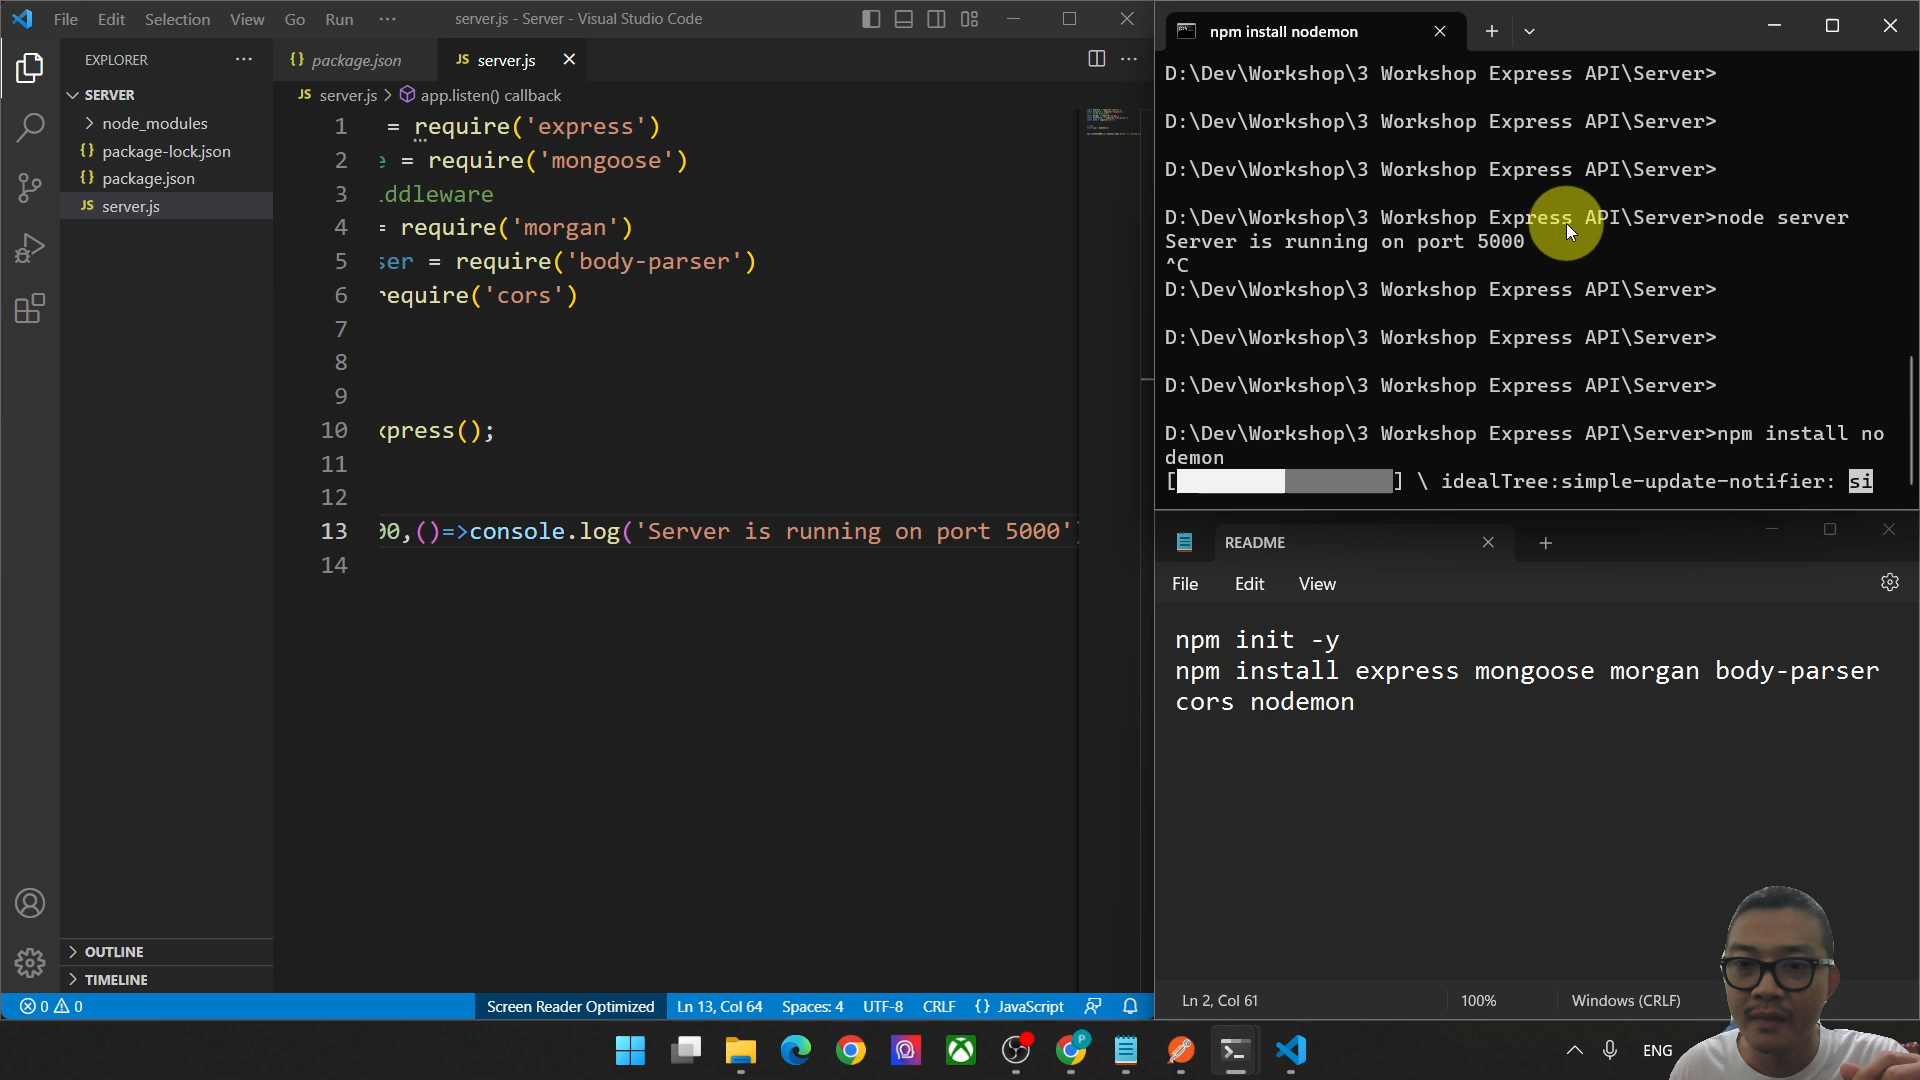 File Edit Selection View Go Run ··· server.js - Server - Visual Studio Code
EXPLORER
SERVER
node_modules
package-lock.json
package.json
server.js
OUTLINE
TIMELINE
package.json
JS server.js
JS server.js > app.listen() callback
1 = require('express')
2 e = require('mongoose')
3 .ddleware
4 = require('morgan')
5 ser = require('body-parser')
6 require('cors')
7
8
9
10 xpress();
11
12
13 00,()=>console.log('Server is running on port 5000'
14
0 0
Screen Reader Optimized Ln 13, Col 64 Spaces: 4 UTF-8 CRLF {} JavaScript
npm install nodemon
D:\Dev\Workshop\3 Workshop Express API\Server>
D:\Dev\Workshop\3 Workshop Express API\Server>
D:\Dev\Workshop\3 Workshop Express API\Server>
D:\Dev\Workshop\3 Workshop Express API\Server>node server
Server is running on port 5000
^C
D:\Dev\Workshop\3 Workshop Express API\Server>
D:\Dev\Workshop\3 Workshop Express API\Server>
D:\Dev\Workshop\3 Workshop Express API\Server>
D:\Dev\Workshop\3 Workshop Express API\Server>npm install no
demon
[ ] \ idealTree:simple-update-notifier: si
README
File Edit View
npm init -y
npm install express mongoose morgan body-parser
cors nodemon
Ln 2, Col 61 100% Windows (CRLF)
ENG